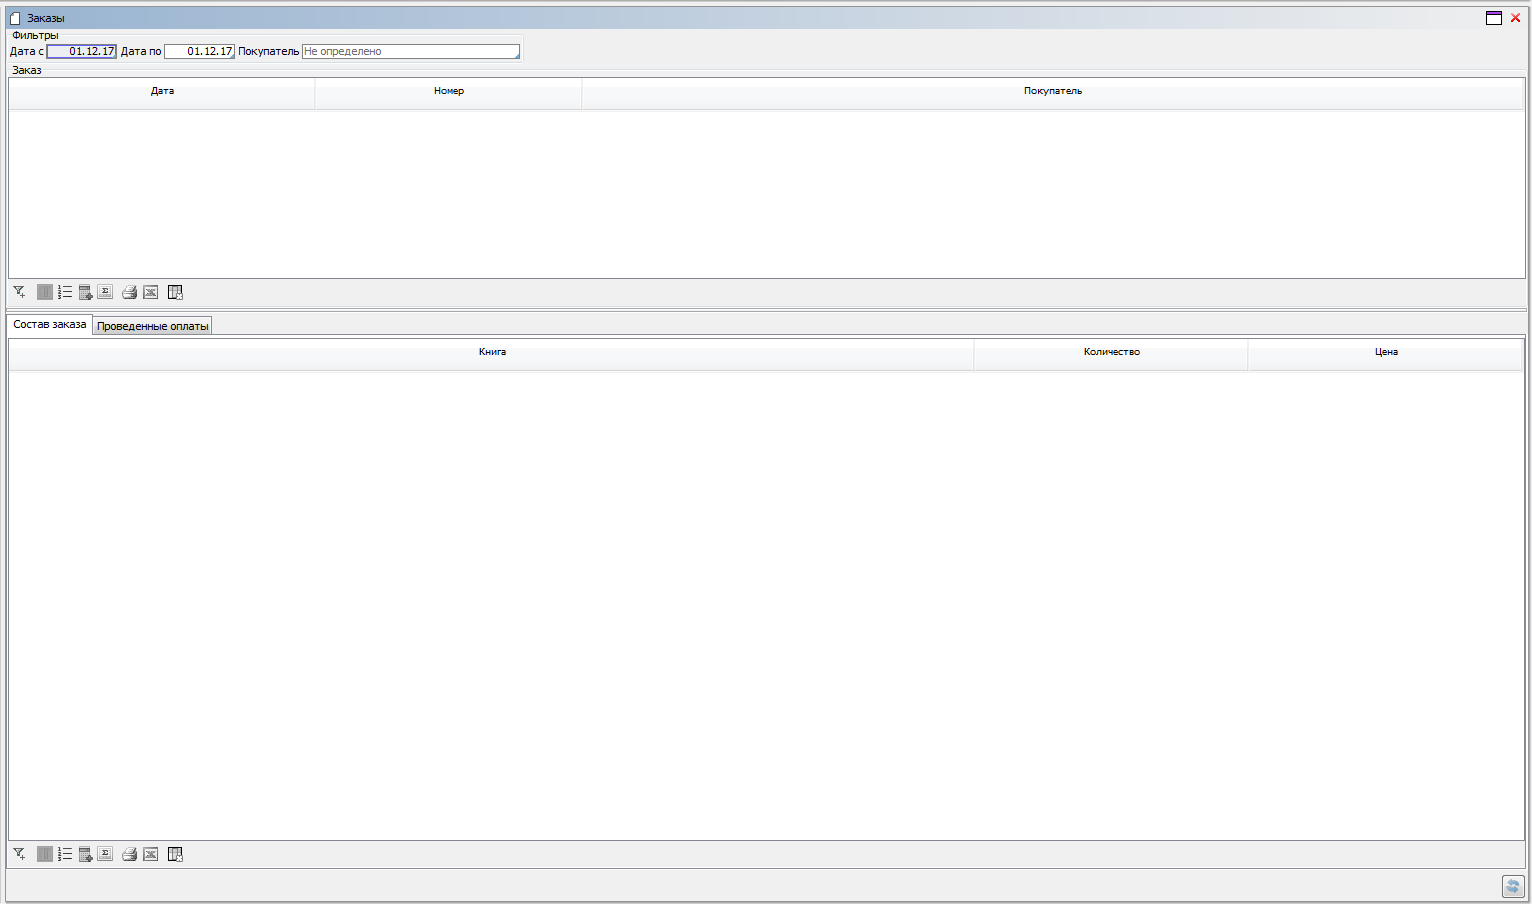 Заказы
Фильтры
Дата с 01.12.17 Дата по 01.12.17 Покупатель Не определено
Заказ
Дата Номер Покупатель
Состав заказа Проведенные оплаты
Книга Количество Цена